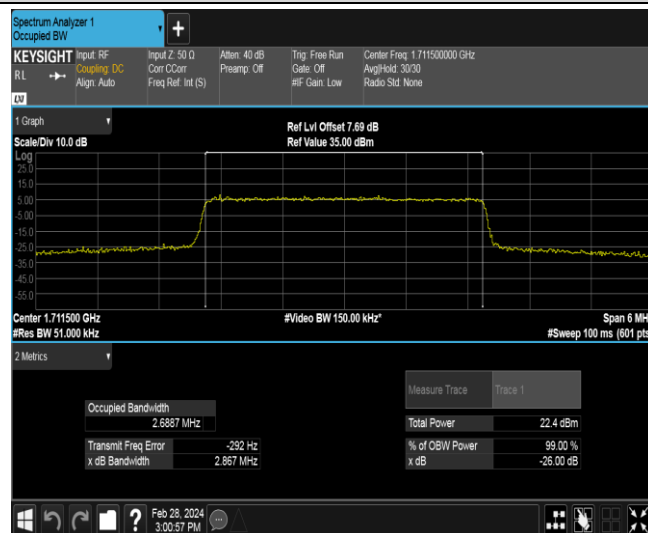 Spectrum Analyzer 1
Occupied BW
+
KEYSIGHT Input: RF Input Z: 50 Ω Atten: 40 dB Trig: Free Run Center Freq: 1.711500000 GHz
RL Coupling: DC Corr CCorr Preamp: Off Gate: Off Avg|Hold: 30/30
Align: Auto Freq Ref: Int (S) #IF Gain: Low Radio Std: None
LXI
1 Graph Ref Lvl Offset 7.69 dB
Scale/Div 10.0 dB Ref Value 35.00 dBm
Log
25.0
15.0
5.00
-5.00
-15.0
-25.0
-35.0
-45.0
-55.0
Center 1.711500 GHz #Video BW 150.00 kHz* Span 6 MH
#Res BW 51.000 kHz #Sweep 100 ms (601 pts
2 Metrics
Measure Trace Trace 1
Occupied Bandwidth
2.6887 MHz
Total Power 22.4 dBm
Transmit Freq Error -292 Hz % of OBW Power 99.00 %
x dB Bandwidth 2.867 MHz x dB -26.00 dB
? Feb 28, 2024
3:00:57 PM